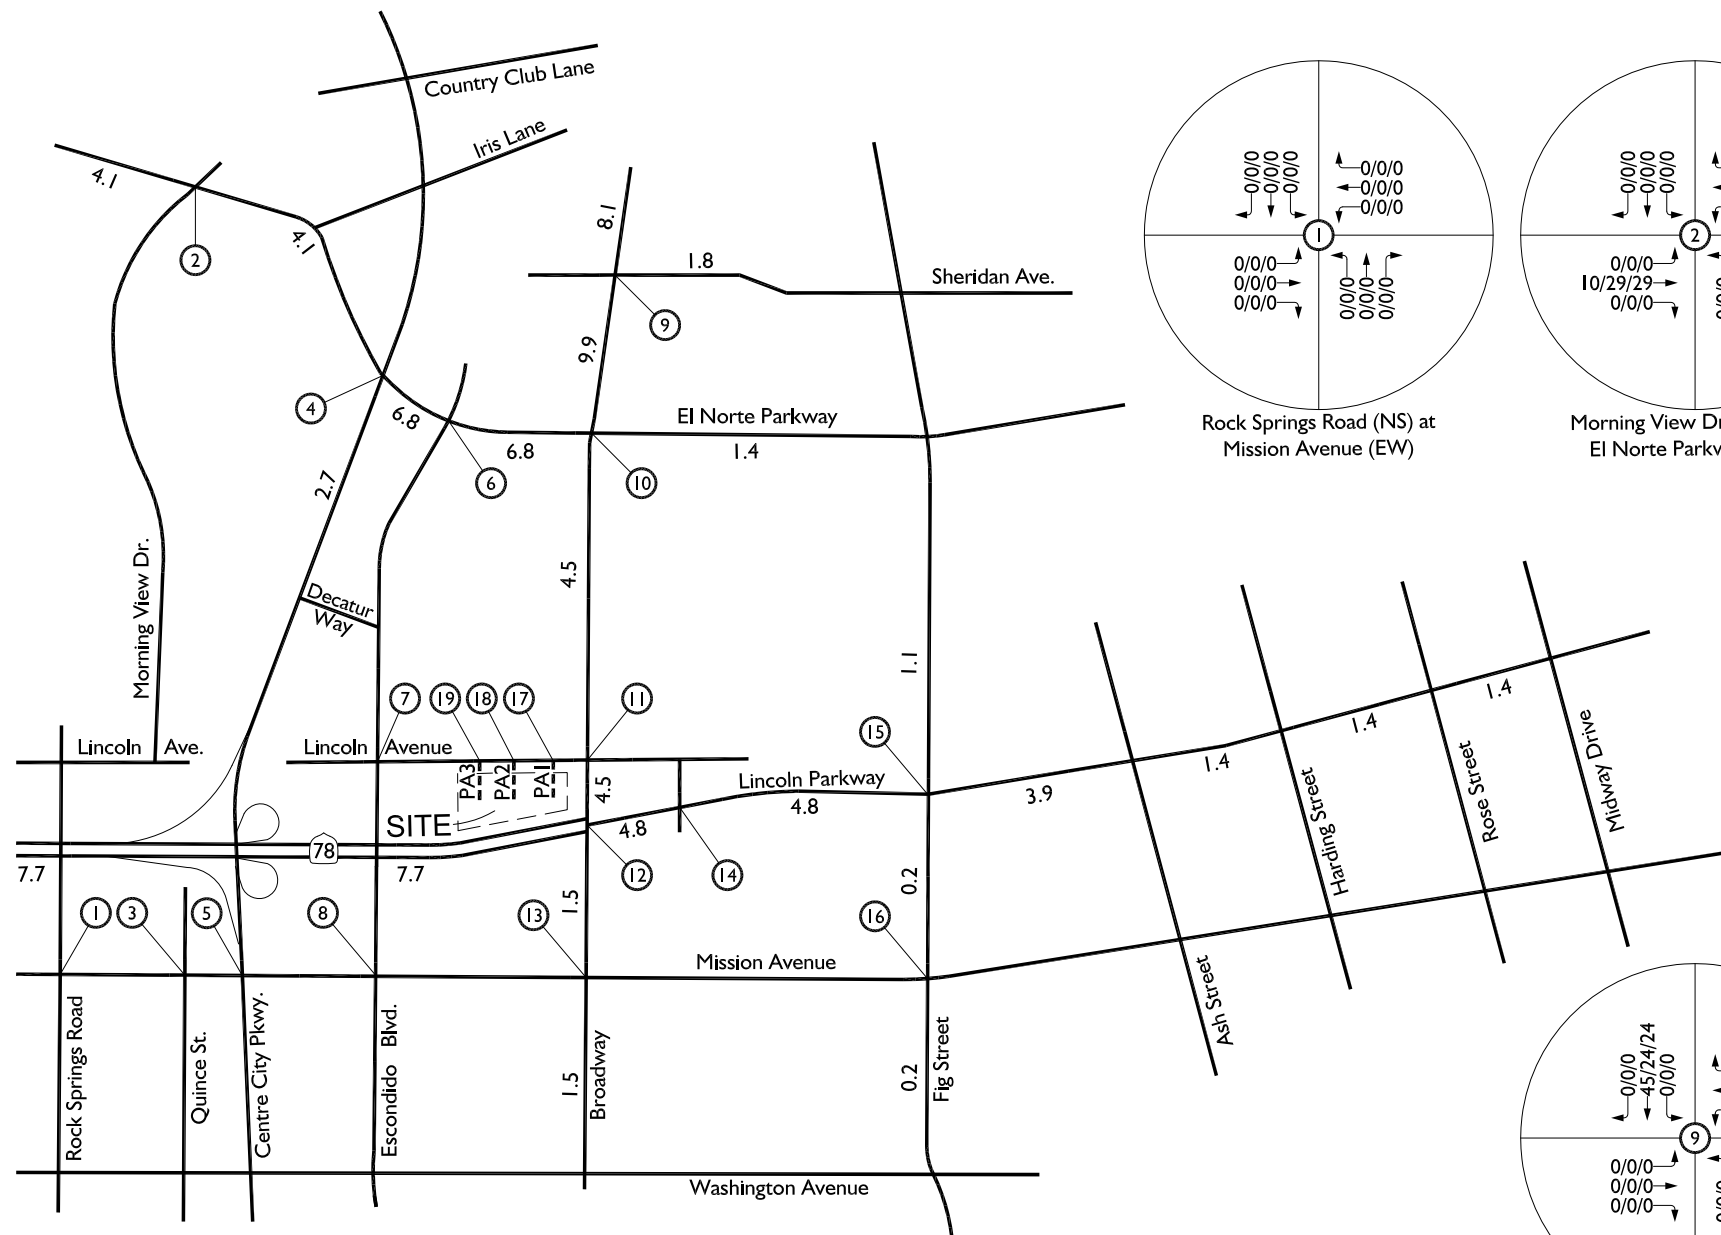 Country Club Lane
Iris Lane
4.1
2
4.1
8.1
1.8
Sheridan Ave.
9
9.9
4
6.8
El Norte Parkway
6.8
1.4
6
10
2.7
4.5
Morning View Dr.
Decatur
Way
1.1
7
19
18
17
11
15
Lincoln Ave.
Lincoln Avenue
PA3
PA2
PA1
4.5
Lincoln Parkway
SITE
4.8
4.8
3.9
1.4
1.4
1.4
78
7.7
7.7
12
14
0.2
1.5
1
3
5
8
13
16
Mission Avenue
Ash Street
Harding Street
Rose Street
Midway Drive
Rock Springs Road
Quince St.
Centre City Pkwy.
Escondido Blvd.
1.5
Broadway
0.2
Fig Street
Washington Avenue
0/0/0
0/0/0
0/0/0
0/0/0
0/0/0
0/0/0
1
0/0/0
0/0/0
0/0/0
0/0/0
0/0/0
0/0/0
Rock Springs Road (NS) at
Mission Avenue (EW)
0/0/0
0/0/0
0/0/0
2
0/0/0
10/29/29
0/0/0
Morning View
El Norte
0/0/0
45/24/24
0/0/0
9
0/0/0
0/0/0
0/0/0